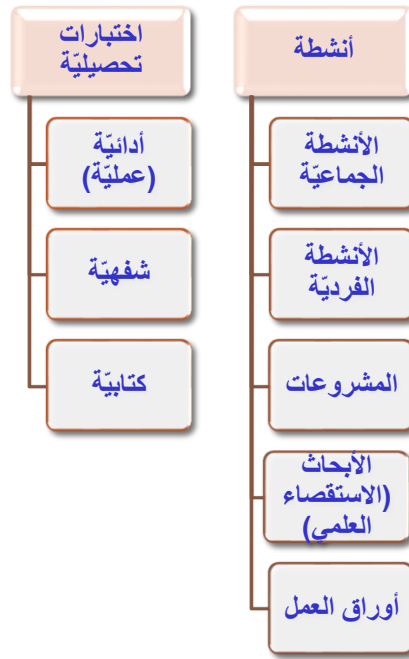 أنشطة
الأنشطة
الجماعيّة
الأنشطة
الفرديّة
المشروعات
الأبحاث
(الاستقصاء
العلمي)
أوراق العمل
اختبارات
تحصيليّة
أدائيّة
(عمليّة)
شفهيّة
كتابيّة